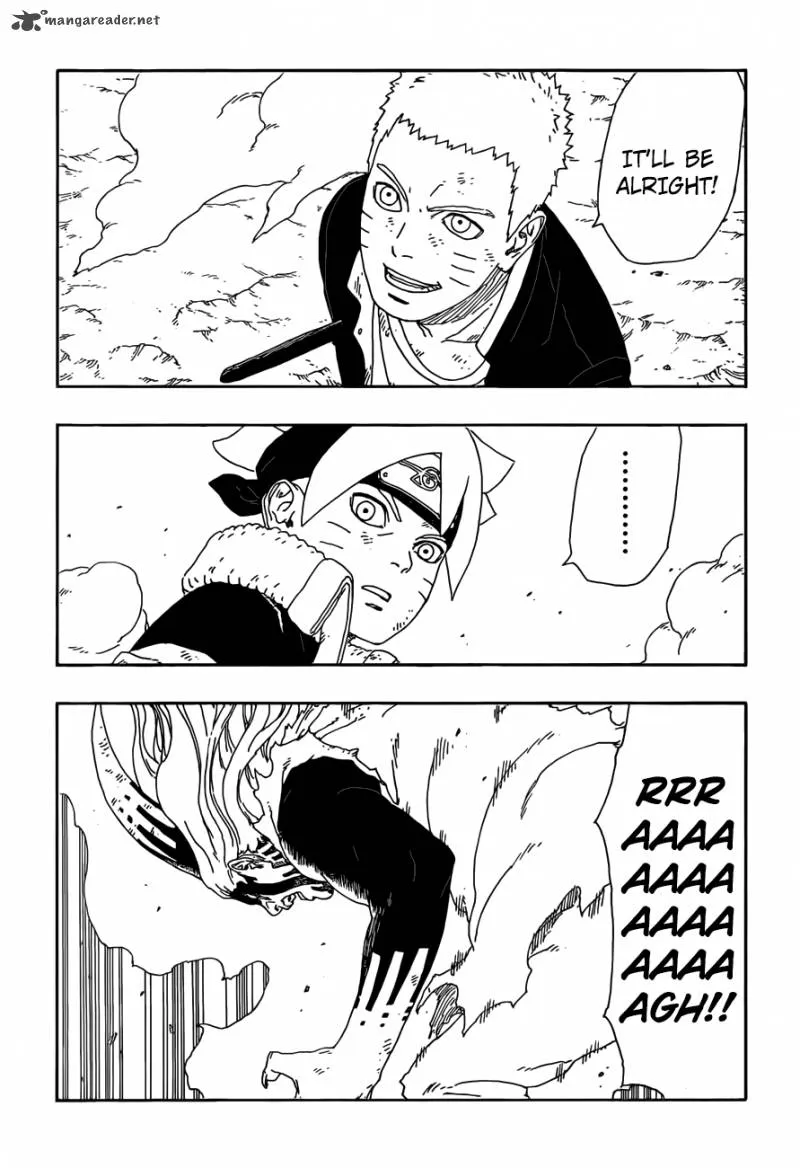 mangareader.net
IT'LL BE
ALRIGHT!
........
RRR
AAAA
AAAA
AAAA
AAAA
AGH!!